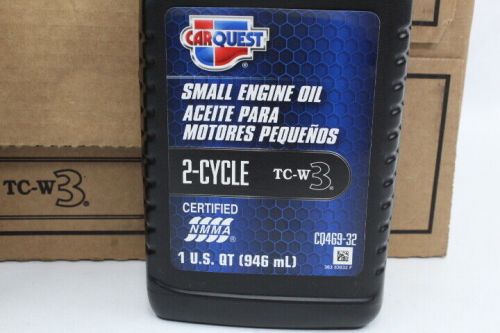 CARQUEST®
SMALL ENGINE OIL
ACEITE PARA
MOTORES PEQUEÑOS
2-CYCLE TC-W3®
CERTIFIED
NMMA®
CQ469-32
1 U.S. QT (946 mL)
TC-W3®